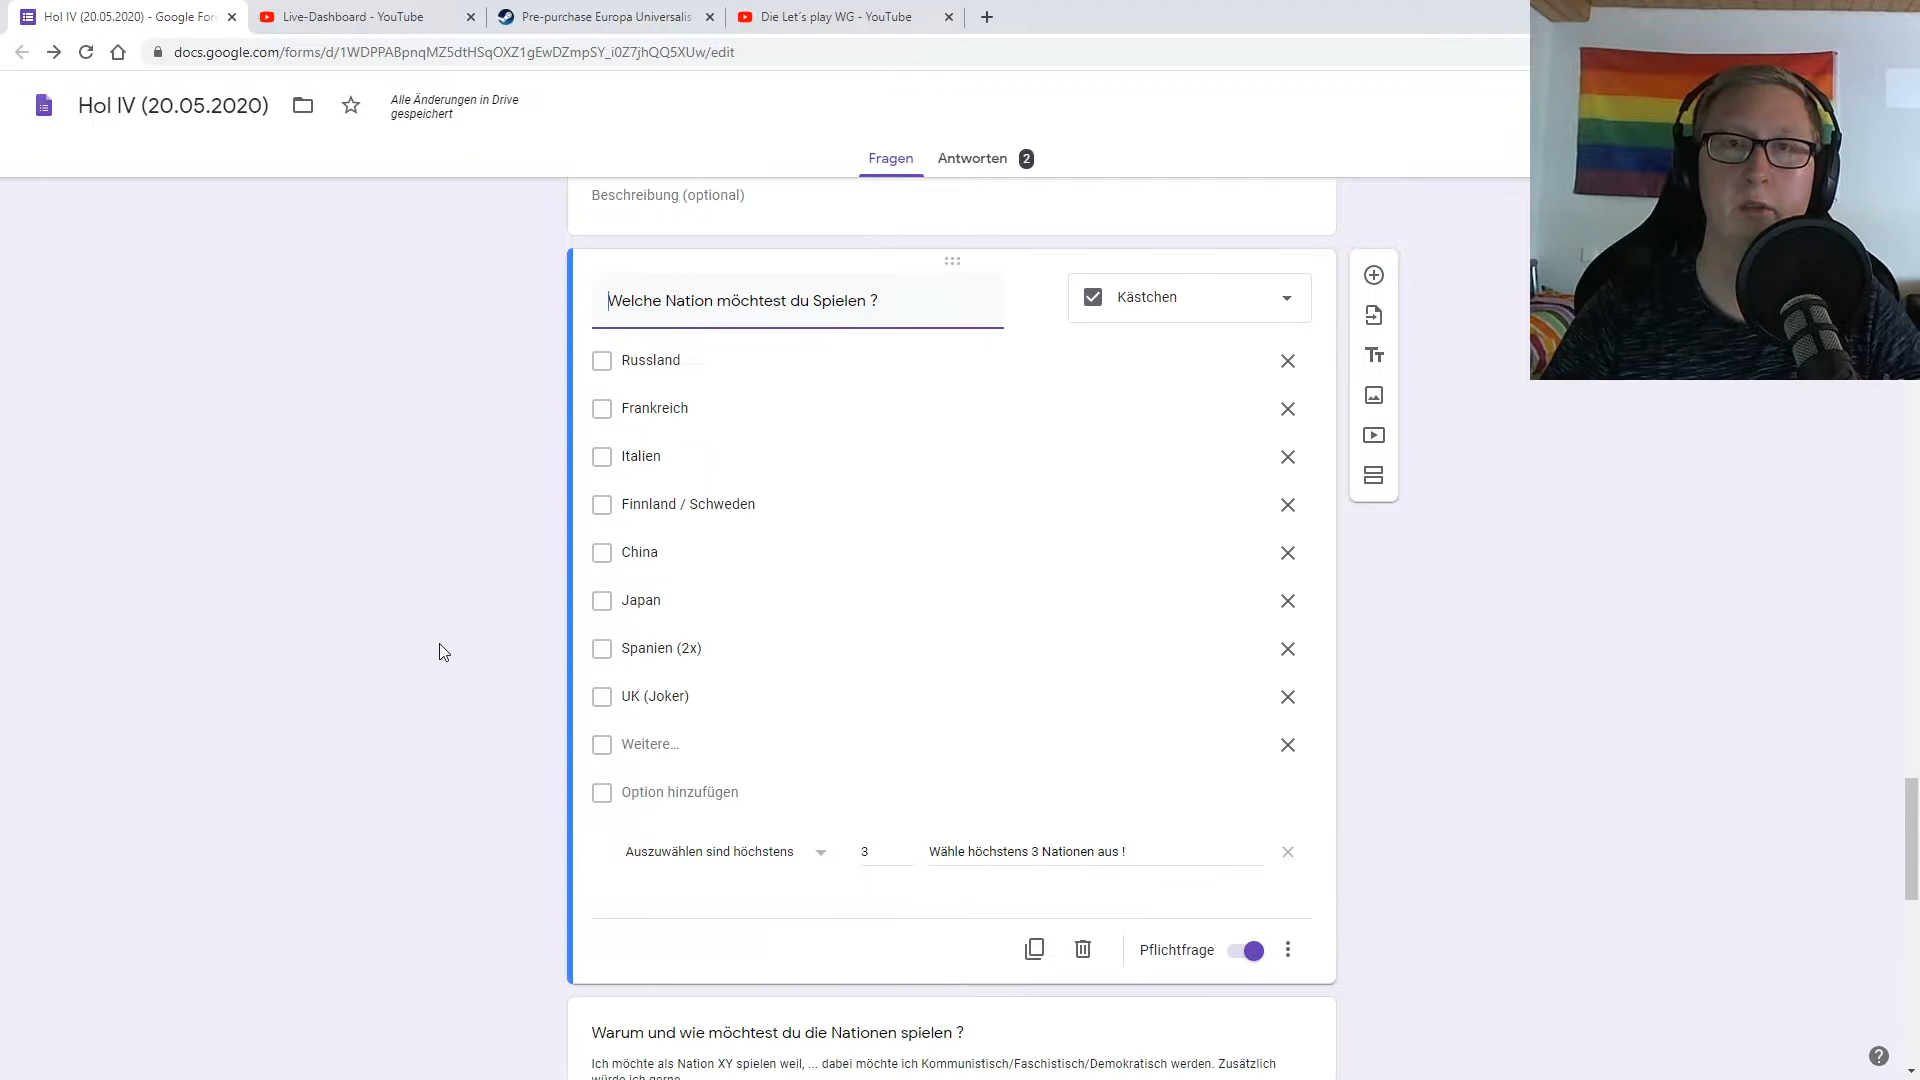 HoI IV (20.05.2020) - Google For
Live-Dashboard - YouTube
Pre-purchase Europa Universalis
Die Let´s play WG - YouTube
docs.google.com/forms/d/1WDPPABpnqMZ5dtHSqOXZ1gEwDZmpSY_i0Z7jhQQ5XUw/edit
HoI IV (20.05.2020)
Alle Änderungen in Drive
gespeichert
Fragen
Antworten 2
Beschreibung (optional)
Welche Nation möchtest du Spielen ?
Kästchen
Russland
Frankreich
Italien
Finnland / Schweden
China
Japan
Spanien (2x)
UK (Joker)
Weitere...
Option hinzufügen
Auszuwählen sind höchstens
3
Wähle höchstens 3 Nationen aus !
Pflichtfrage
Warum und wie möchtest du die Nationen spielen ?
Ich möchte als Nation XY spielen weil, ... dabei möchte ich Kommunistisch/Faschistisch/Demokratisch werden. Zusätzlich
würde ich gerne